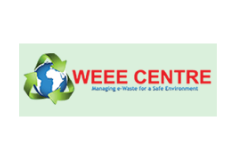 WEEE CENTRE
Managing e-Waste for a Safe Environment